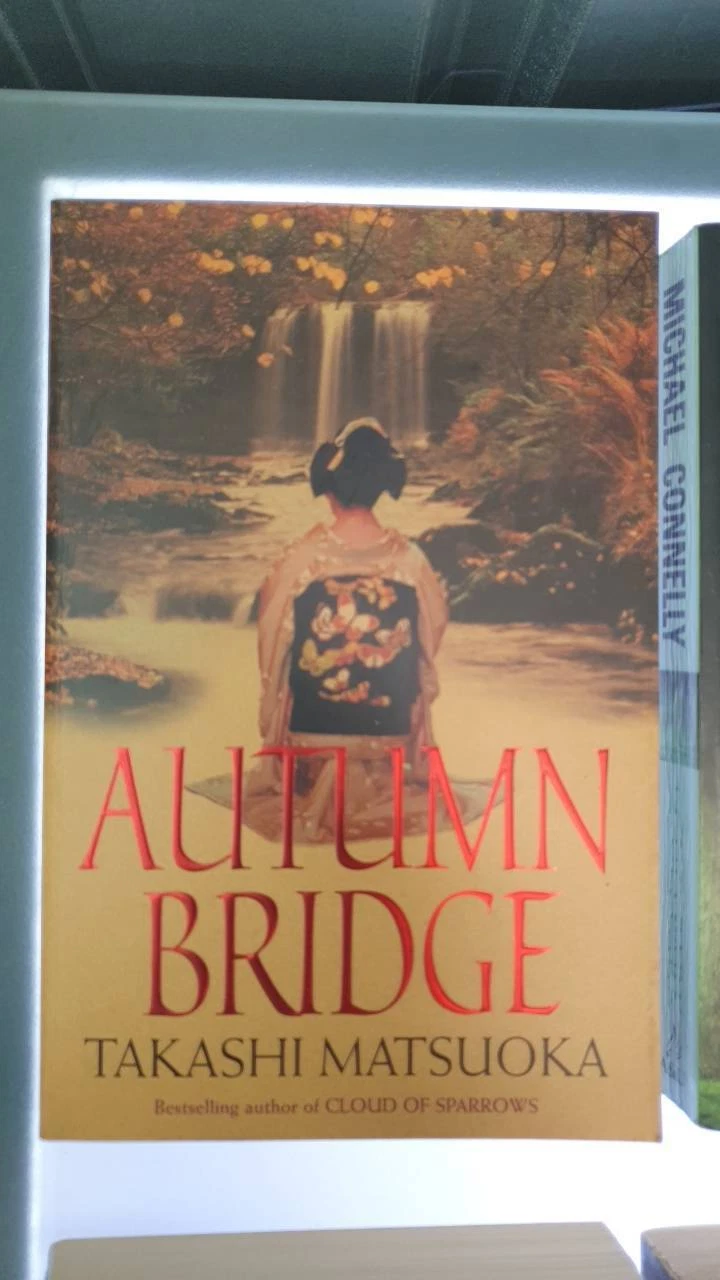 AUTUMN
BRIDGE
TAKASHI MATSUOKA
Bestselling author of CLOUD OF SPARROWS
MICHAEL CONNELLY